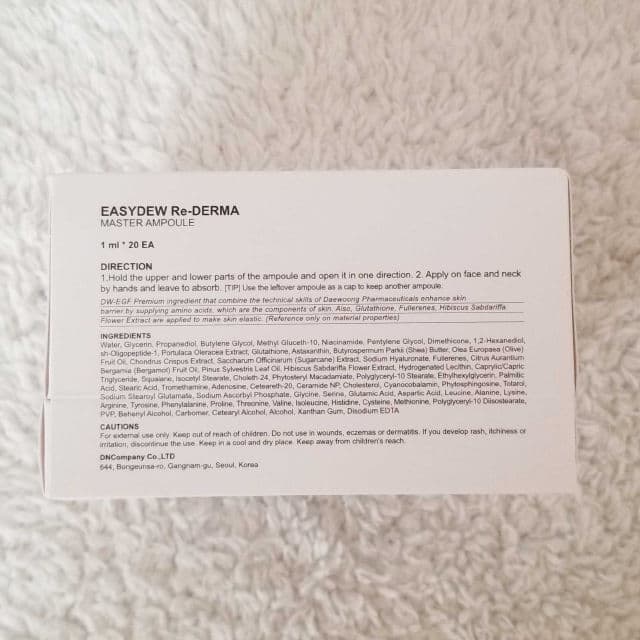 EASYDEW Re-DERMA
MASTER AMPOULE
1 ml * 20 EA
DIRECTION
1.Hold the upper and lower parts of the ampoule and open it in one direction. 2. Apply on face and neck
by hands and leave to absorb. [TIP] Use the leftover ampoule as a cap to keep another ampoule.
DW-EGF Premium ingredient that combine the technical skills of Daewoong Pharmaceuticals enhance skin
barrier by supplying amino acids, which are the components of skin. Also, Glutathione, Fullerenes, Hibiscus Sabdariffa
Flower Extract are applied to make skin elastic. (Reference only on material properties)
INGREDIENTS
Water, Glycerin, Propanediol, Butylene Glycol, Methyl Gluceth-10, Niacinamide, Pentylene Glycol, Dimethicone, 1,2-Hexanediol,
sh-Oligopeptide-1, Portulaca Oleracea Extract, Glutathione, Astaxanthin, Butyrospermum Parkii (Shea) Butter, Olea Europaea (Olive)
Fruit Oil, Chondrus Crispus Extract, Saccharum Officinarum (Sugarcane) Extract, Sodium Hyaluronate, Fullerenes, Citrus Aurantium
Bergamia (Bergamot) Fruit Oil, Pinus Sylvestris Leaf Oil, Hibiscus Sabdariffa Flower Extract, Hydrogenated Lecithin, Caprylic/Capric
Triglyceride, Squalane, Isocetyl Stearate, Choleth-24, Phytosteryl Macadamiate, Polyglyceryl-10 Stearate, Ethylhexylglycerin, Palmitic
Acid, Stearic Acid, Tromethamine, Adenosine, Ceteareth-20, Ceramide NP, Cholesterol, Cyanocobalamin, Phytosphingosine, Totarol,
Sodium Stearoyl Glutamate, Sodium Ascorbyl Phosphate, Glycine, Serine, Glutamic Acid, Aspartic Acid, Leucine, Alanine, Lysine,
Arginine, Tyrosine, Phenylalanine, Proline, Threonine, Valine, Isoleucine, Histidine, Cysteine, Methionine, Polyglyceryl-10 Diisostearate,
PVP, Behenyl Alcohol, Carbomer, Cetearyl Alcohol, Alcohol, Xanthan Gum, Disodium EDTA
CAUTIONS
For external use only. Keep out of reach of children. Do not use in wounds, eczemas or dermatitis. If you develop rash, itchiness or
irritation, discontinue the use. Keep in a cool and dry place. Keep away from children's reach.
DNCompany Co.,LTD
644, Bongeunsa-ro, Gangnam-gu, Seoul, Korea